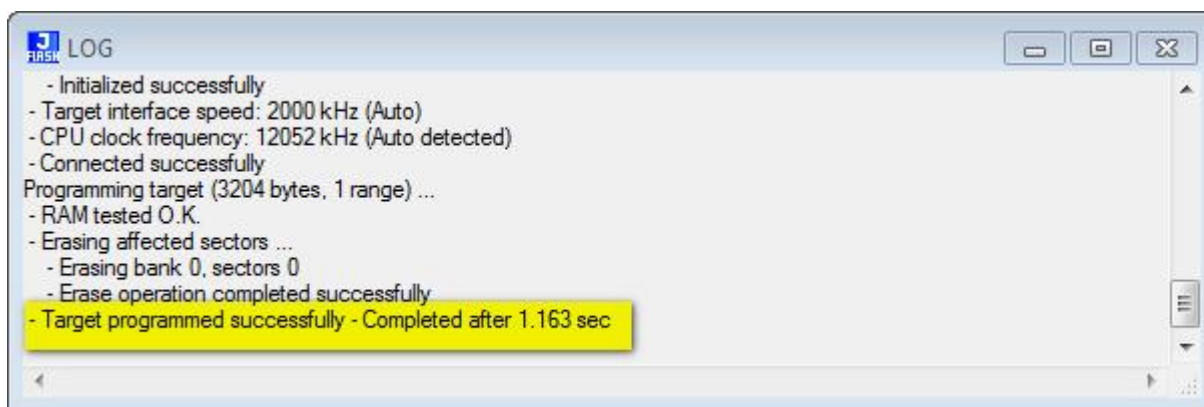 J
FLASH
LOG
- Initialized successfully
- Target interface speed: 2000 kHz (Auto)
- CPU clock frequency: 12052 kHz (Auto detected)
- Connected successfully
Programming target (3204 bytes, 1 range) ...
- RAM tested O.K.
- Erasing affected sectors ...
- Erasing bank 0, sectors 0
- Erase operation completed successfully
- Target programmed successfully - Completed after 1.163 sec